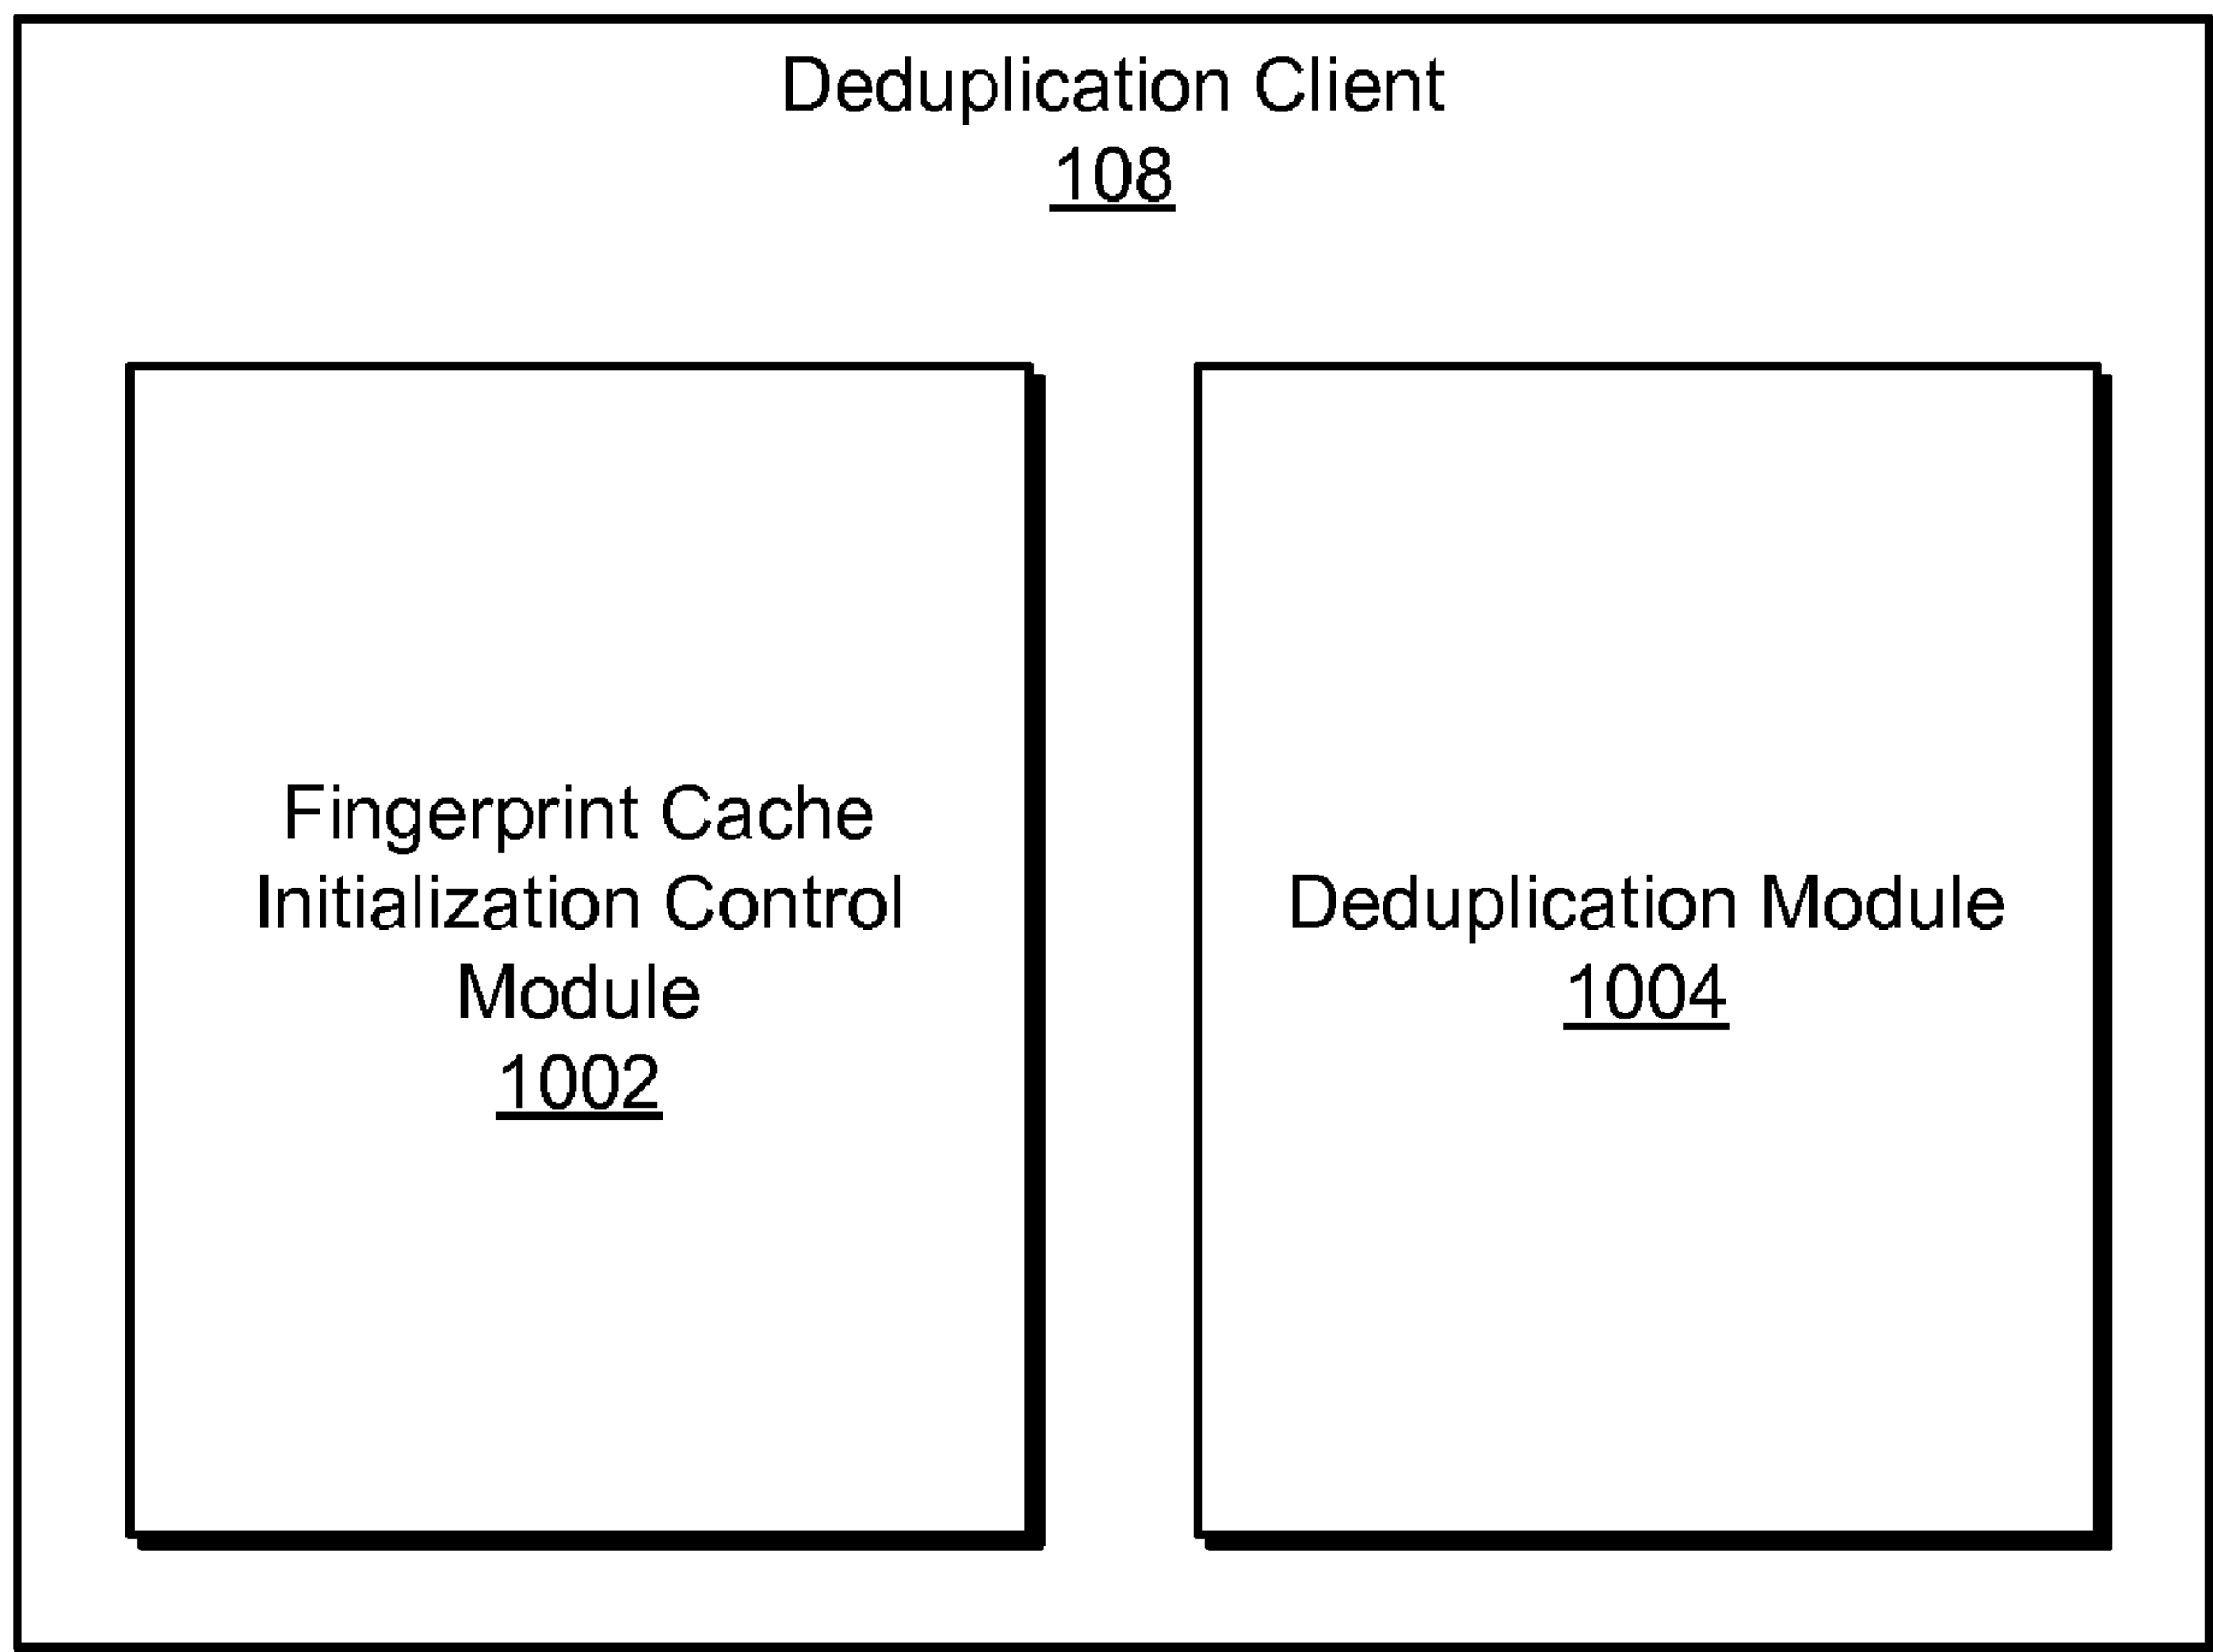 Deduplication Client
108
Fingerprint Cache
Initialization Control
Module
1002
Deduplication Module
1004